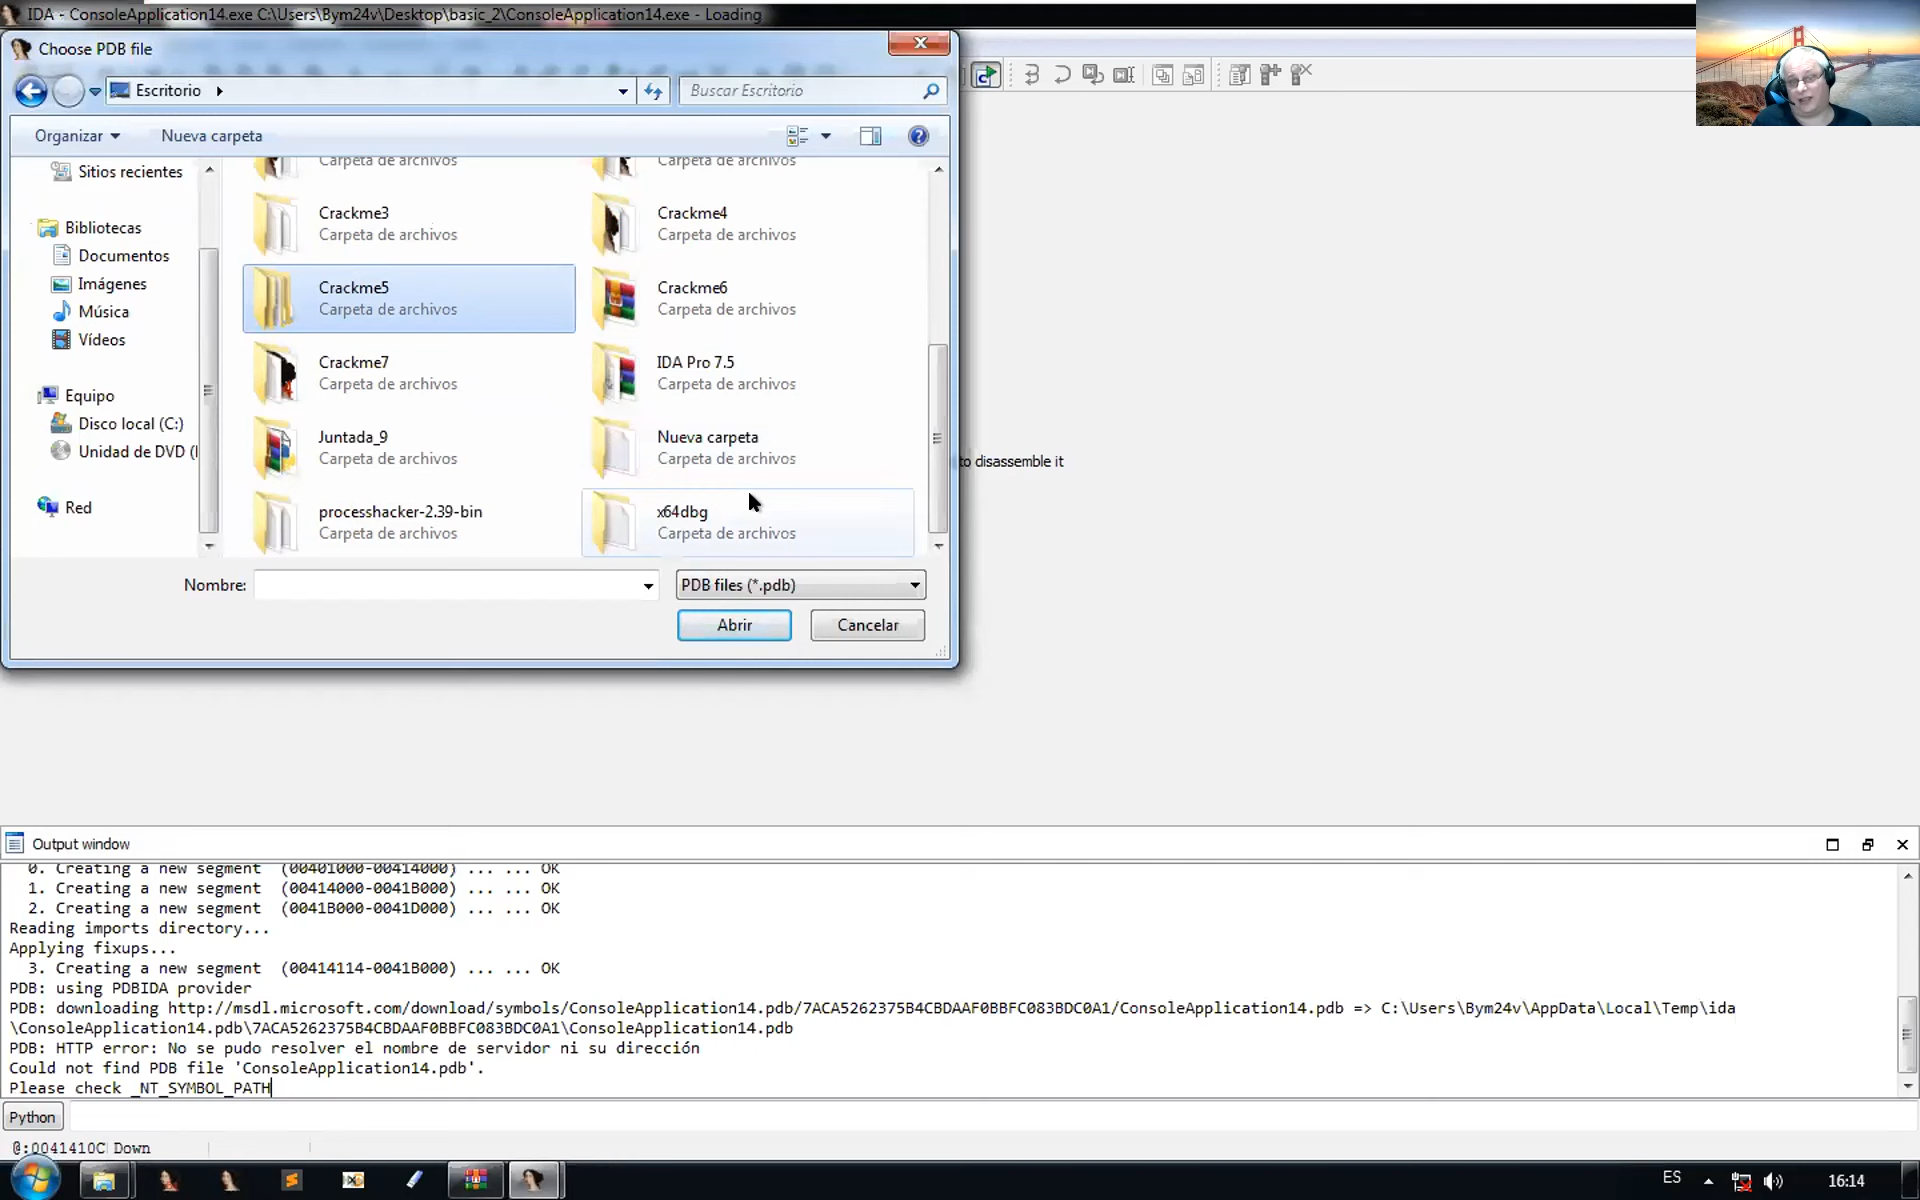 IDA - ConsoleApplication14.exe C:\Users\Bym24v\Desktop\basic_2\ConsoleApplication14.exe - Loading
Choose PDB file
Escritorio
Buscar Escritorio
Organizar
Nueva carpeta
Sitios recientes
Bibliotecas
Documentos
Imágenes
Música
Vídeos
Equipo
Disco local (C:)
Unidad de DVD (
Red
Carpeta de archivos
Carpeta de archivos
Crackme3
Carpeta de archivos
Crackme4
Carpeta de archivos
Crackme5
Carpeta de archivos
Crackme6
Carpeta de archivos
Crackme7
Carpeta de archivos
IDA Pro 7.5
Carpeta de archivos
Juntada_9
Carpeta de archivos
Nueva carpeta
Carpeta de archivos
processhacker-2.39-bin
Carpeta de archivos
x64dbg
Carpeta de archivos
Nombre:
PDB files (*.pdb)
Abrir
Cancelar
to disassemble it
Output window
0. Creating a new segment (00401000-00414000) ... ... OK
1. Creating a new segment (00414000-0041B000) ... ... OK
2. Creating a new segment (0041B000-0041D000) ... ... OK
Reading imports directory...
Applying fixups...
3. Creating a new segment (00414114-0041B000) ... ... OK
PDB: using PDBIDA provider
PDB: downloading http://msdl.microsoft.com/download/symbols/ConsoleApplication14.pdb/7ACA5262375B4CBDAAF0BBFC083BDC0A1/ConsoleApplication14.pdb => C:\Users\Bym24v\AppData\Local\Temp\ida
\ConsoleApplication14.pdb\7ACA5262375B4CBDAAF0BBFC083BDC0A1\ConsoleApplication14.pdb
PDB: HTTP error: No se pudo resolver el nombre de servidor ni su dirección
Could not find PDB file 'ConsoleApplication14.pdb'.
Please check _NT_SYMBOL_PATH
Python
@:0041410C Down
ES
16:14